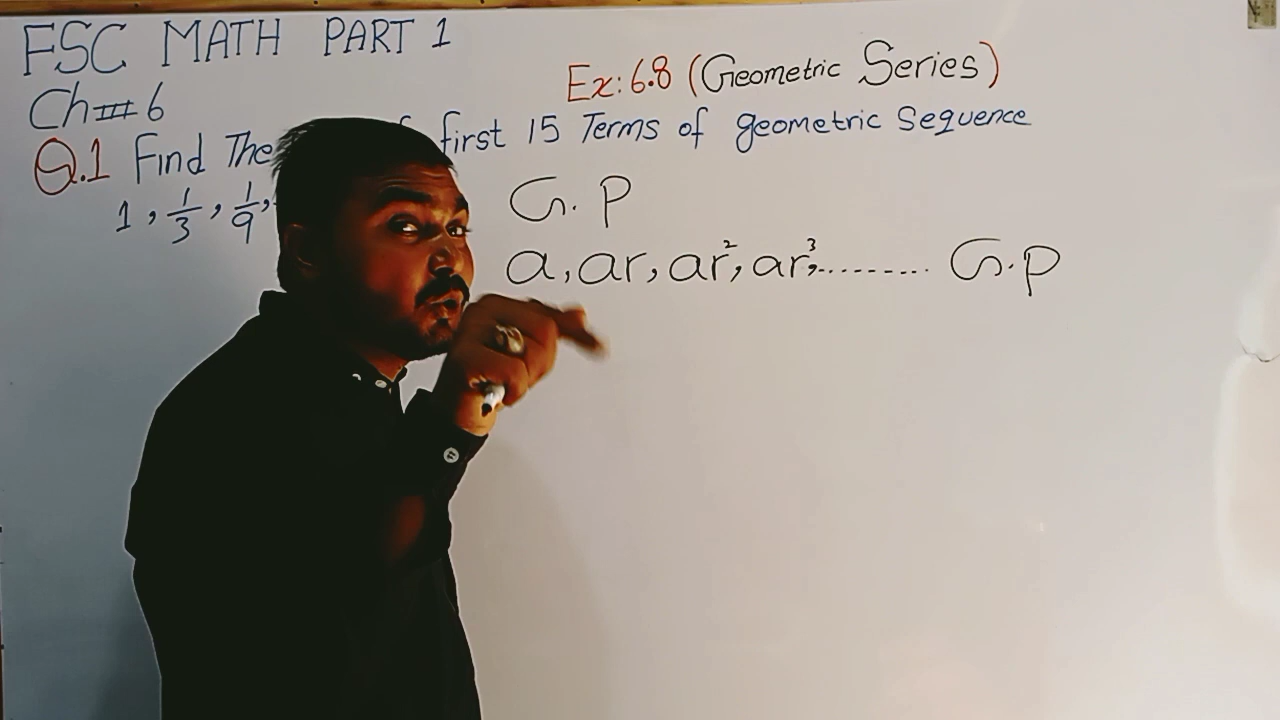 FSC MATH PART 1
Ch # 6
Ex: 6.8 (Geometric Series)
Q.1 Find The first 15 Terms of geometric Sequence
1, 1/3, 1/9,
G.P
a, ar, ar², ar³,......... G.P